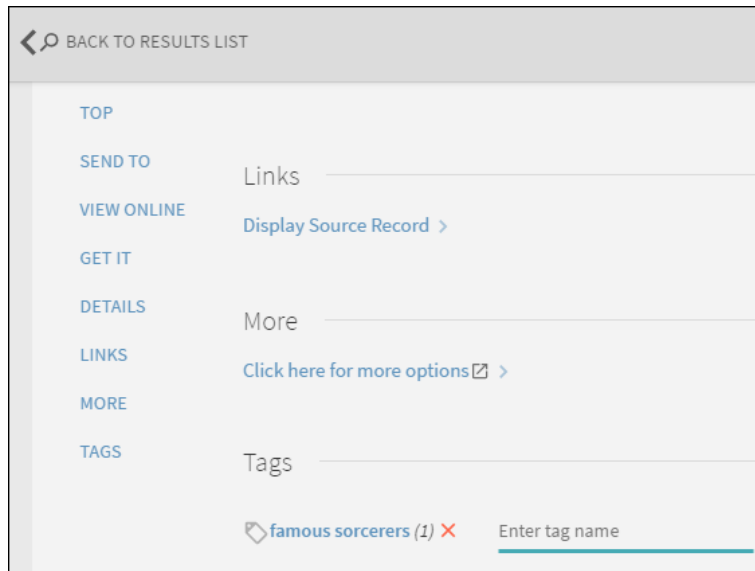 BACK TO RESULTS LIST
TOP
SEND TO
VIEW ONLINE
GET IT
DETAILS
LINKS
MORE
TAGS
Links
Display Source Record
More
Click here for more options
Tags
famous sorcerers (1)
Enter tag name